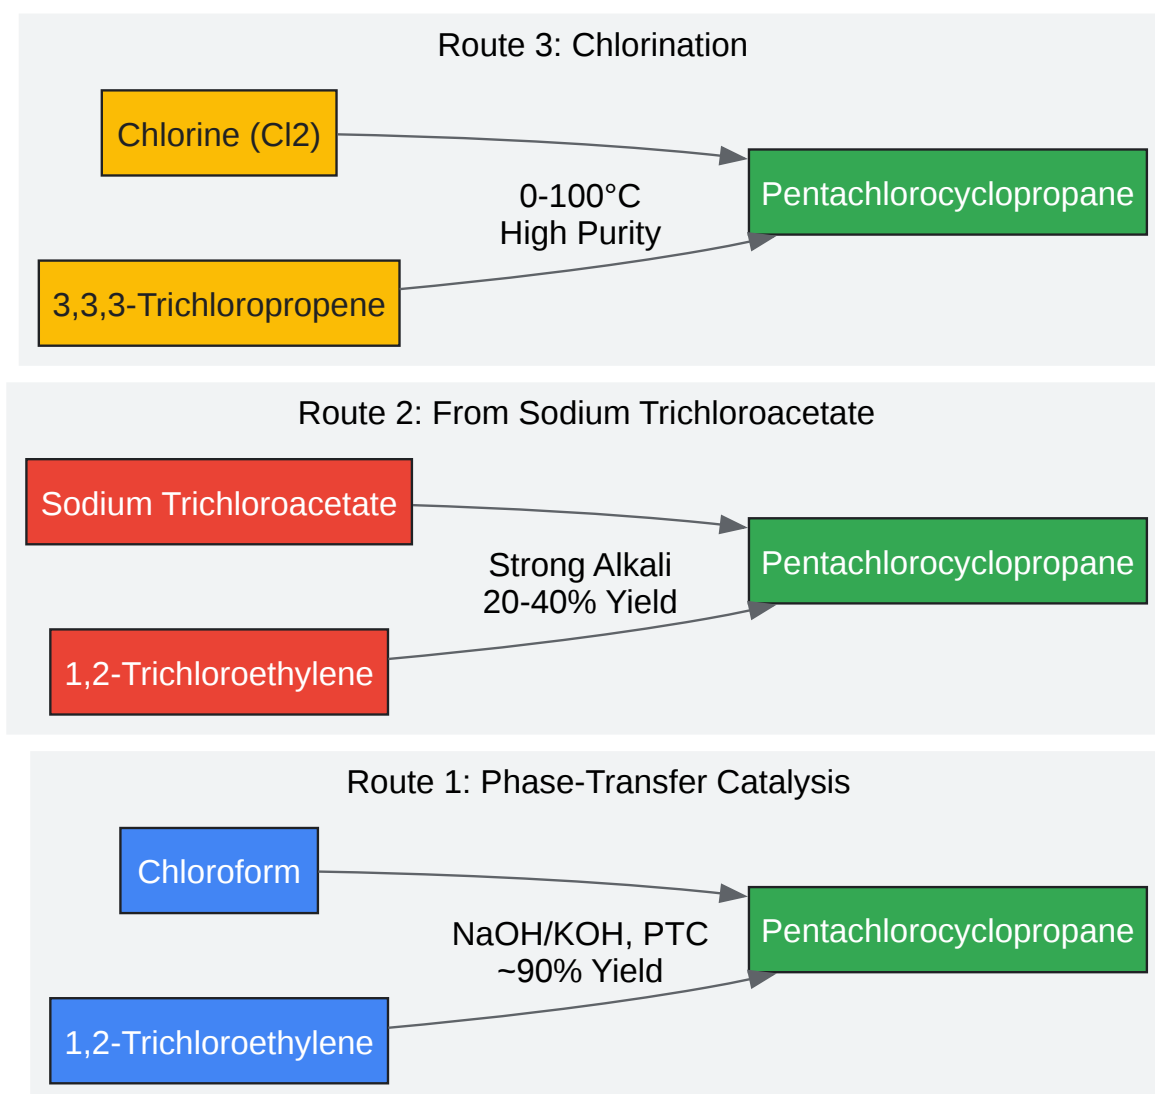 Route 3: Chlorination
Chlorine (Cl2)
Pentachlorocyclopropane
0-100°C
High Purity
3,3,3-Trichloropropene
Route 2: From Sodium Trichloroacetate
Sodium Trichloroacetate
Pentachlorocyclopropane
Strong Alkali
20-40% Yield
1,2-Trichloroethylene
Route 1: Phase-Transfer Catalysis
Chloroform
Pentachlorocyclopropane
NaOH/KOH, PTC
~90% Yield
1,2-Trichloroethylene